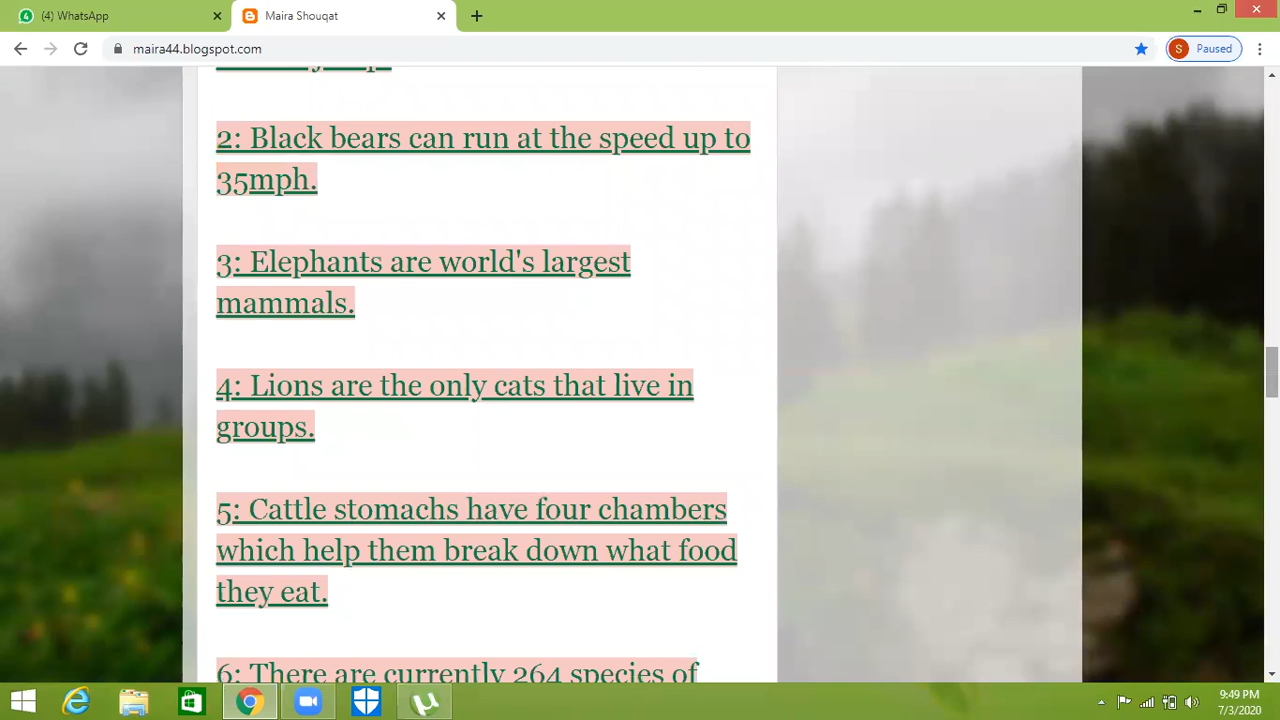 (4) WhatsApp
Maira Shouqat
maira44.blogspot.com
S Paused
2: Black bears can run at the speed up to
35mph.
3: Elephants are world's largest
mammals.
4: Lions are the only cats that live in
groups.
5: Cattle stomachs have four chambers
which help them break down what food
they eat.
6: There are currently 264 species of
9:49 PM
7/3/2020